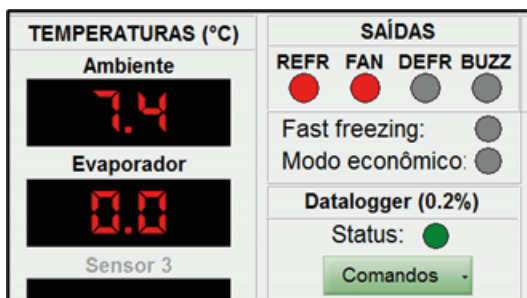 TEMPERATURAS (°C)
Ambiente
7.4
Evaporador
0.0
Sensor 3
SAÍDAS
REFR FAN DEFR BUZZ
Fast freezing:
Modo econômico:
Datalogger (0.2%)
Status:
Comandos